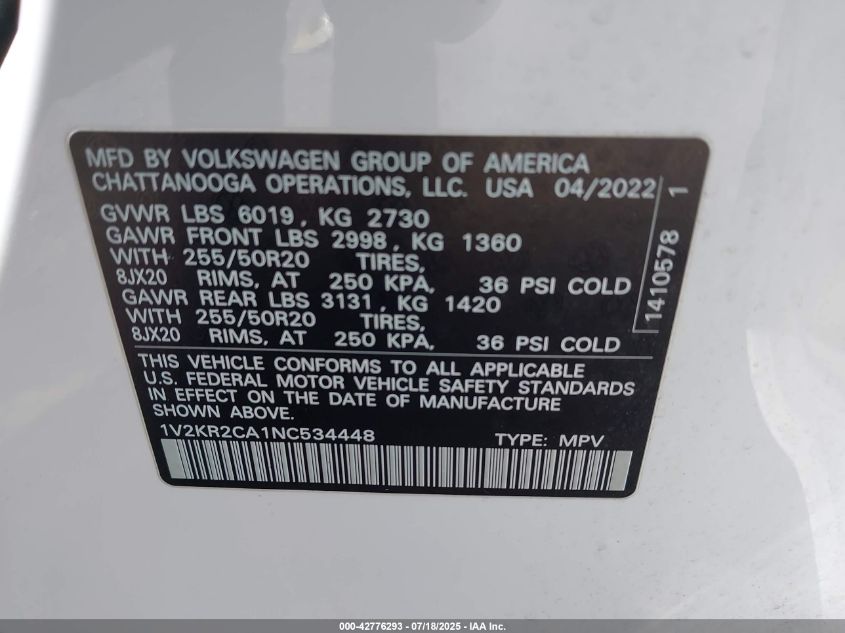 MFD BY VOLKSWAGEN GROUP OF AMERICA
CHATTANOOGA OPERATIONS, LLC. USA 04/2022
GVWR LBS 6019, KG 2730
GAWR FRONT LBS 2998, KG 1360
WITH 255/50R20 TIRES,
8JX20 RIMS, AT 250 KPA, 36 PSI COLD
GAWR REAR LBS 3131, KG 1420
WITH 255/50R20 TIRES,
8JX20 RIMS, AT 250 KPA, 36 PSI COLD
1410578 1
THIS VEHICLE CONFORMS TO ALL APPLICABLE
U.S. FEDERAL MOTOR VEHICLE SAFETY STANDARDS
IN EFFECT ON THE DATE OF MANUFACTURE
SHOWN ABOVE.
1V2KR2CA1NC534448 TYPE: MPV
000-42776293 - 07/18/2025 - IAA Inc.